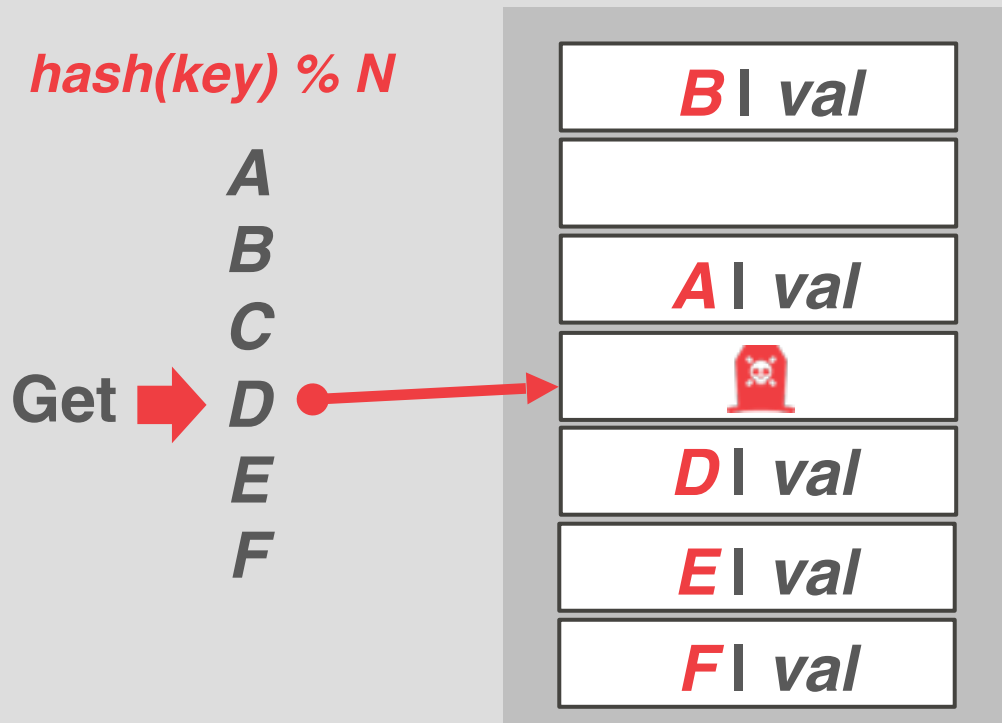 hash(key) % N
A
B
C
Get D
E
F
B | val
A | val
D | val
E | val
F | val